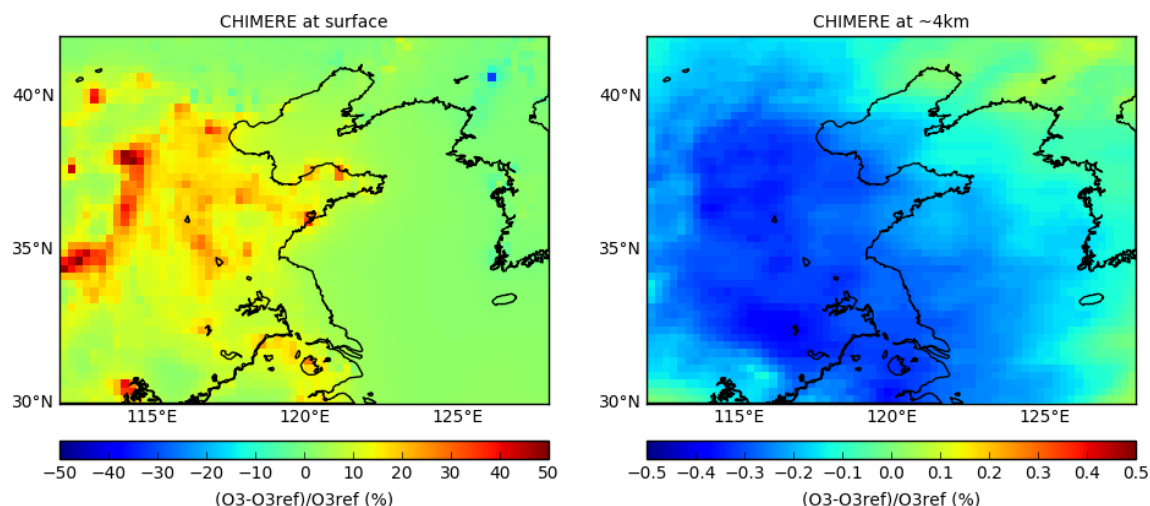 CHIMERE at surface
CHIMERE at ~4km
40°N
35°N
30°N
115°E 120°E 125°E
40°N
35°N
30°N
115°E 120°E 125°E
−50 −40 −30 −20 −10 0 10 20 30 40 50
−0.5 −0.4 −0.3 −0.2 −0.1 0.0 0.1 0.2 0.3 0.4 0.5
(O3-O3ref)/O3ref (%)
(O3-O3ref)/O3ref (%)